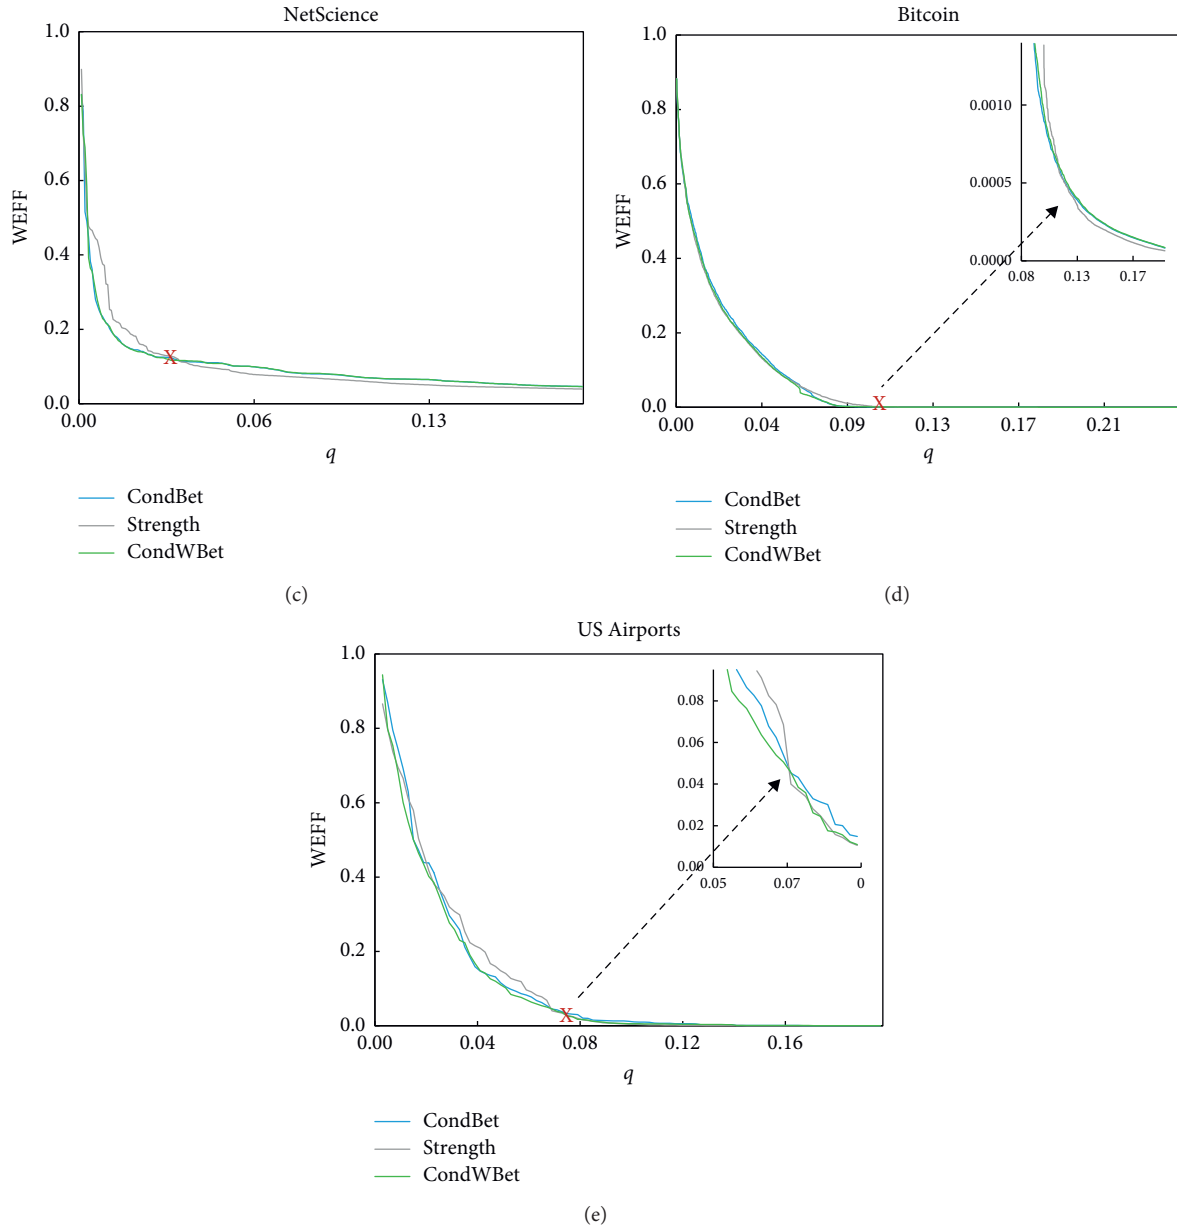 NetScience
1.0
0.8
0.6
0.4
0.2
0.0
WEFF
X
0.00
0.06
0.13
q
CondBet
Strength
CondWBet
(c)
Bitcoin
1.0
0.8
0.6
0.4
0.2
0.0
WEFF
0.0010
0.0005
0.0000
0.08
0.13
0.17
X
0.00
0.04
0.09
0.13
0.17
0.21
q
CondBet
Strength
CondWBet
(d)
US Airports
1.0
0.8
0.6
0.4
0.2
0.0
WEFF
0.08
0.06
0.04
0.02
0.00
0.05
0.07
0
X
0.00
0.04
0.08
0.12
0.16
q
CondBet
Strength
CondWBet
(e)